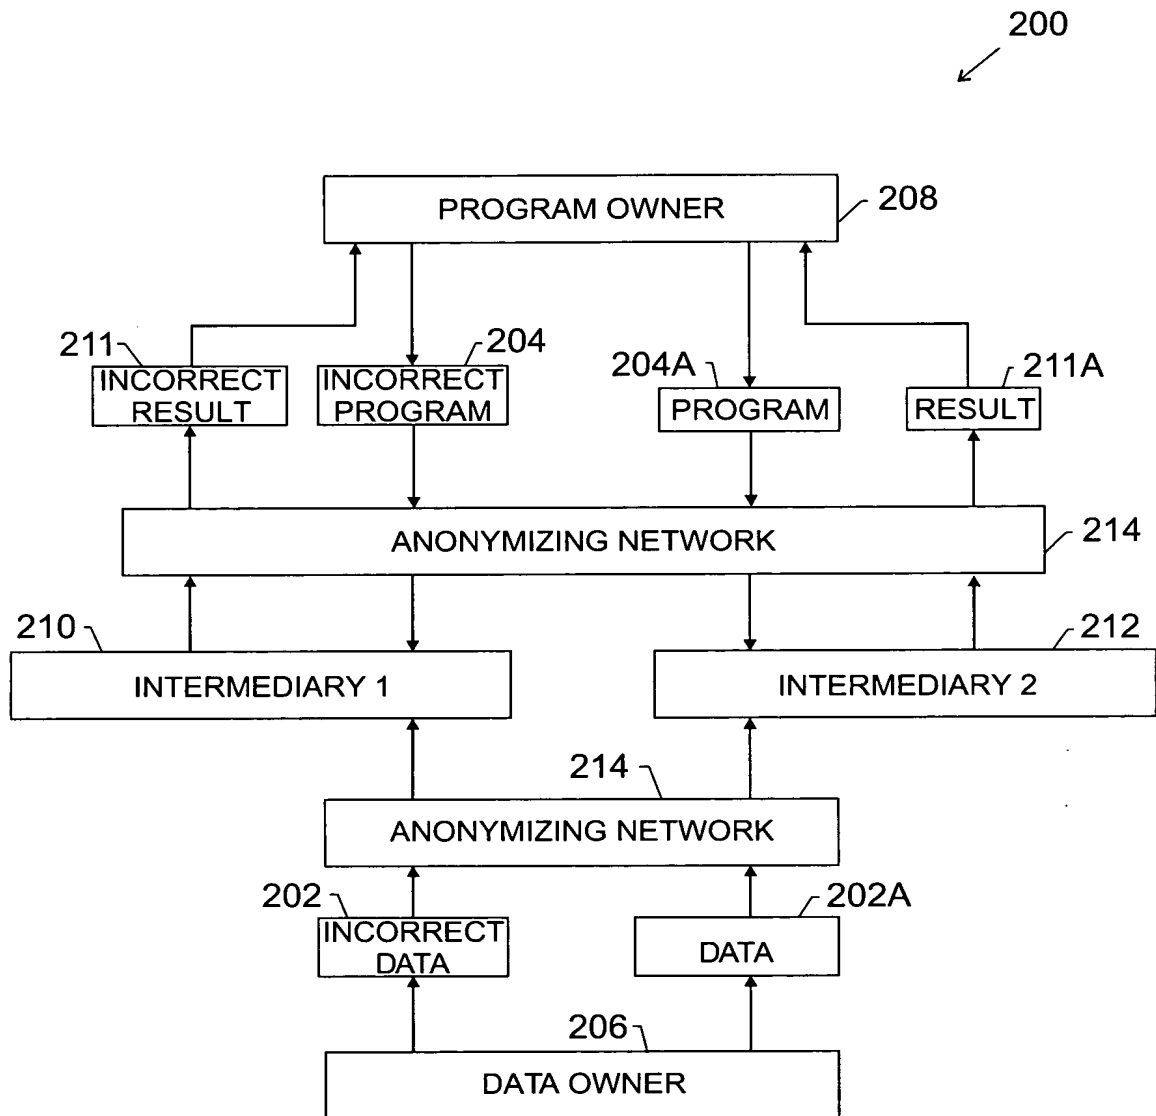 200
PROGRAM OWNER
208
211
204
204A
211A
INCORRECT
RESULT
INCORRECT
PROGRAM
PROGRAM
RESULT
ANONYMIZING NETWORK
214
210
212
INTERMEDIARY 1
INTERMEDIARY 2
214
ANONYMIZING NETWORK
202
202A
INCORRECT
DATA
DATA
206
DATA OWNER